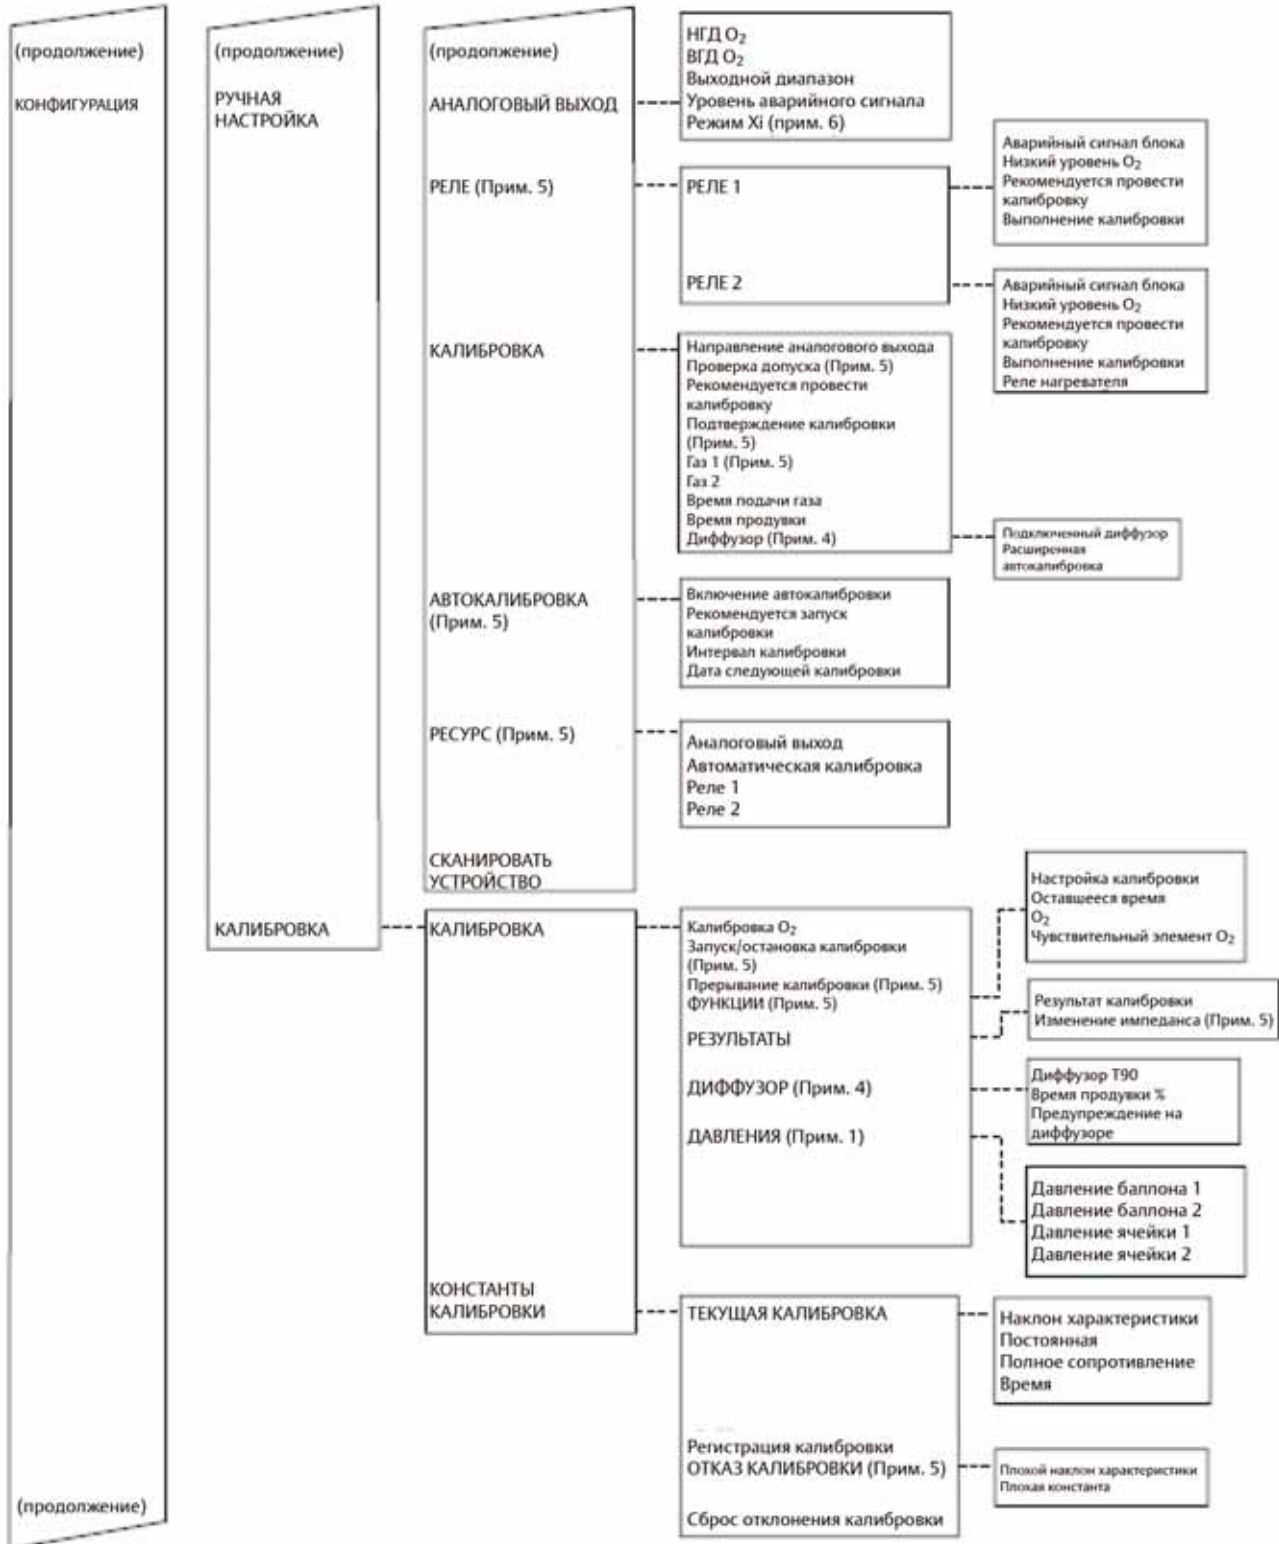 (продолжение)
КОНФИГУРАЦИЯ
(продолжение)
(продолжение)
РУЧНАЯ
НАСТРОЙКА
КАЛИБРОВКА
(продолжение)
АНАЛОГОВЫЙ ВЫХОД
НГД O2
ВГД O2
Выходной диапазон
Уровень аварийного сигнала
Режим Xi (прим. 6)
РЕЛЕ (Прим. 5)
РЕЛЕ 1
Аварийный сигнал блока
Низкий уровень O2
Рекомендуется провести
калибровку
Выполнение калибровки
РЕЛЕ 2
Аварийный сигнал блока
Низкий уровень O2
Рекомендуется провести
калибровку
Выполнение калибровки
Реле нагревателя
КАЛИБРОВКА
Направление аналогового выхода
Проверка допуска (Прим. 5)
Рекомендуется провести
калибровку
Подтверждение калибровки
(Прим. 5)
Газ 1 (Прим. 5)
Газ 2
Время подачи газа
Время продувки
Диффузор (Прим. 4)
Подключенный диффузор
Расширенная
автокалибровка
АВТОКАЛИБРОВКА
(Прим. 5)
Включение автокалибровки
Рекомендуется запуск
калибровки
Интервал калибровки
Дата следующей калибровки
РЕСУРС (Прим. 5)
Аналоговый выход
Автоматическая калибровка
Реле 1
Реле 2
СКАНИРОВАТЬ
УСТРОЙСТВО
КАЛИБРОВКА
Калибровка O2
Запуск/остановка калибровки
(Прим. 5)
Прерывание калибровки (Прим. 5)
ФУНКЦИИ (Прим. 5)
Настройка калибровки
Оставшееся время
O2
Чувствительный элемент O2
РЕЗУЛЬТАТЫ
Результат калибровки
Изменение импеданса (Прим. 5)
ДИФФУЗОР (Прим. 4)
Диффузор T90
Время продувки %
Предупреждение на
диффузоре
ДАВЛЕНИЯ (Прим. 1)
Давление баллона 1
Давление баллона 2
Давление ячейки 1
Давление ячейки 2
КОНСТАНТЫ
КАЛИБРОВКИ
ТЕКУЩАЯ КАЛИБРОВКА
Наклон характеристики
Постоянная
Полное сопротивление
Время
Регистрация калибровки
ОТКАЗ КАЛИБРОВКИ (Прим. 5)
Плохой наклон характеристики
Плохая константа
Сброс отклонения калибровки